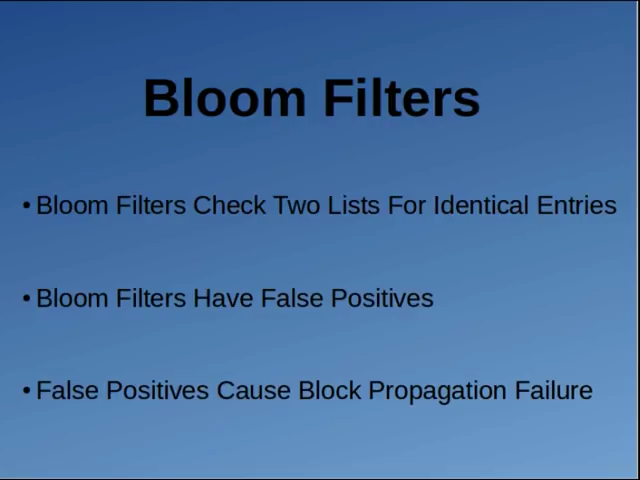 Bloom Filters
• Bloom Filters Check Two Lists For Identical Entries
• Bloom Filters Have False Positives
• False Positives Cause Block Propagation Failure